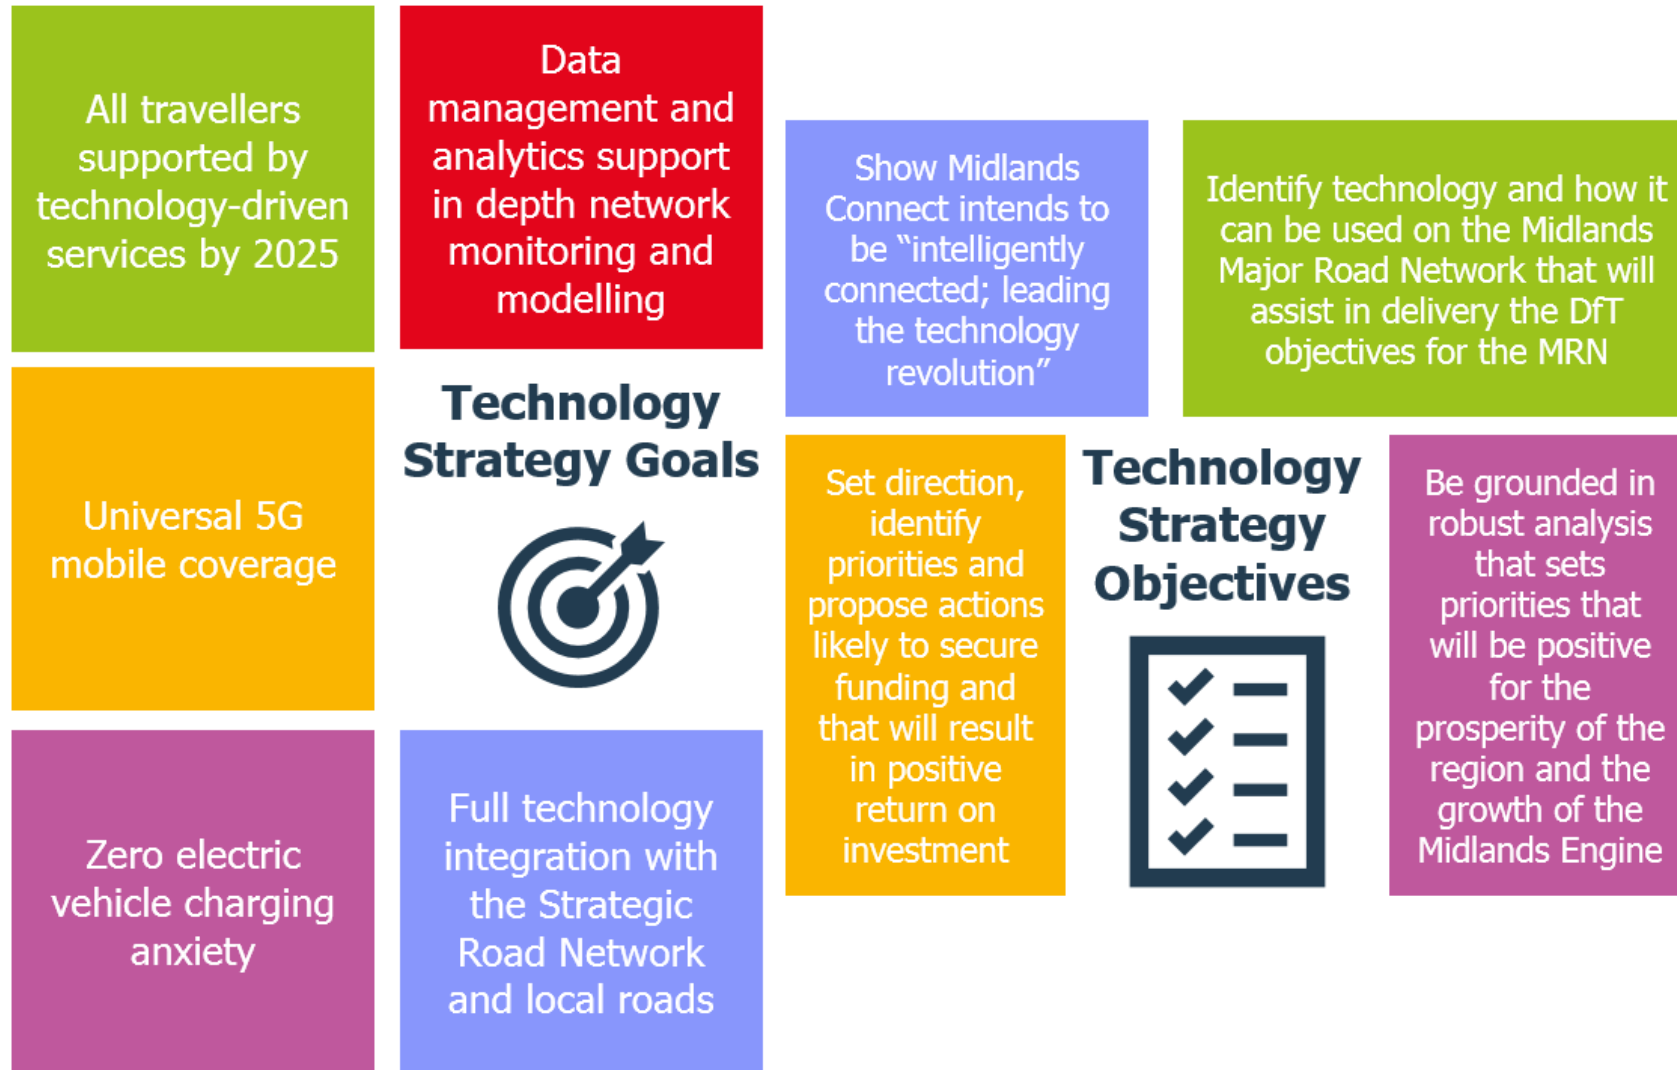 All travellers
supported by
technology-driven
services by 2025
Data
management and
analytics support
in depth network
monitoring and
modelling
Universal 5G
mobile coverage
Technology
Strategy Goals
Zero electric
vehicle charging
anxiety
Full technology
integration with
the Strategic
Road Network
and local roads
Show Midlands
Connect intends to
be “intelligently
connected; leading
the technology
revolution”
Identify technology and how it
can be used on the Midlands
Major Road Network that will
assist in delivery the DfT
objectives for the MRN
Set direction,
identify
priorities and
propose actions
likely to secure
funding and
that will result
in positive
return on
investment
Technology
Strategy
Objectives
Be grounded in
robust analysis
that sets
priorities that
will be positive
for the
prosperity of the
region and the
growth of the
Midlands Engine